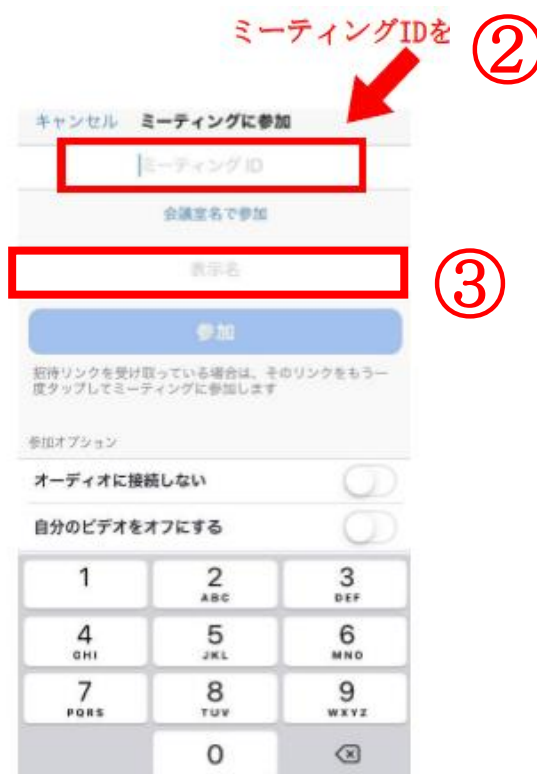 ミーティングIDを ②
キャンセル ミーティングに参加
ミーティング ID
会議室名で参加
表示名
③
参加
招待リンクを受け取っている場合は、そのリンクをもう一
度タップしてミーティングに参加します
参加オプション
オーディオに接続しない
自分のビデオをオフにする
1 2 3
ABC DEF
4 5 6
GHI JKL MNO
7 8 9
PQRS TUV WXYZ
0